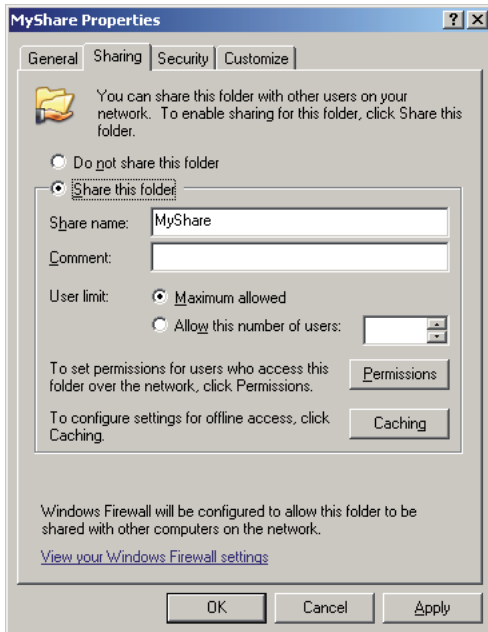 MyShare Properties
General Sharing Security Customize
You can share this folder with other users on your
network. To enable sharing for this folder, click Share this
folder.
Do not share this folder
Share this folder
Share name: MyShare
Comment:
User limit: Maximum allowed
Allow this number of users:
To set permissions for users who access this
folder over the network, click Permissions. Permissions
To configure settings for offline access, click
Caching. Caching
Windows Firewall will be configured to allow this folder to be
shared with other computers on the network.
View your Windows Firewall settings
OK Cancel Apply